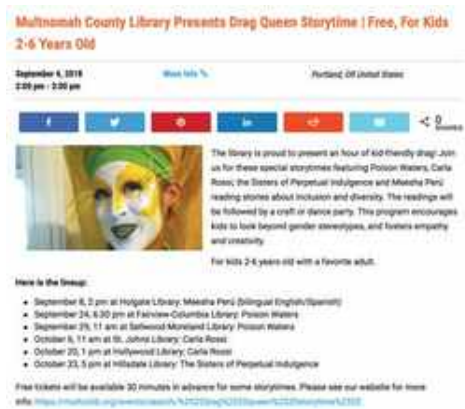 Multnomah County Library Presents Drag Queen Storytime | Free, For Kids
2-6 Years Old
September 6, 2018
2:00 pm - 3:00 pm
More Info
Portland, OR United States
0
The library is proud to present an hour of kid-friendly drag! Join
us for these special storytimes featuring Poison Waters, Carla
Rossi, the Sisters of Perpetual Indulgence and Meesha Peru
reading stories about inclusion and diversity. The readings will
be followed by a craft or dance party. This program encourages
kids to look beyond gender stereotypes, and fosters empathy
and creativity.
For kids 2-6 years old with a favorite adult.
Here is the lineup:
• September 8, 2 pm at Holgate Library: Meesha Perú (bilingual English/Spanish)
• September 24, 6:30 pm at Fairview-Columbia Library: Poison Waters
• September 29, 11 am at Sellwood-Moreland Library: Poison Waters
• October 6, 11 am at St. Johns Library: Carla Rossi
• October 20, 1 pm at Hollywood Library: Carla Rossi
• October 23, 5 pm at Hillsdale Library: The Sisters of Perpetual Indulgence
Free tickets will be available 30 minutes in advance for some storytimes. Please see our website for more
info: